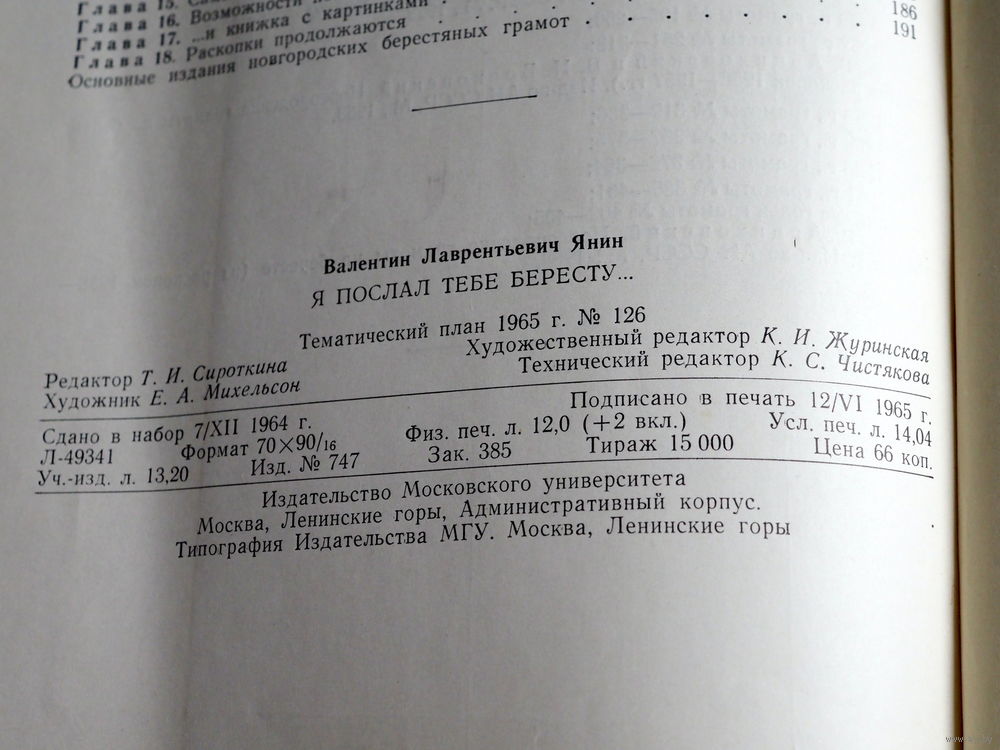 Глава 15.
Глава 16. Возможности
Глава 17. ...и книжка с картинками . . . . . . 186
Глава 18. Раскопки продолжаются . . . . . . 191
Основные издания новгородских берестяных грамот . . . . . .
Валентин Лаврентьевич Янин
Я ПОСЛАЛ ТЕБЕ БЕРЕСТУ...
Тематический план 1965 г. № 126
Редактор Т. И. Сироткина Художественный редактор К. И. Журинская
Художник Е. А. Михельсон Технический редактор К. С. Чистякова
Сдано в набор 7/XII 1964 г. Подписано в печать 12/VI 1965 г.
Л-49341 Формат 70×90/16 Физ. печ. л. 12,0 (+2 вкл.) Усл. печ. л. 14,04
Уч.-изд. л. 13,20 Изд. № 747 Зак. 385 Тираж 15 000 Цена 66 коп.
Издательство Московского университета
Москва, Ленинские горы, Административный корпус.
Типография Издательства МГУ. Москва, Ленинские горы